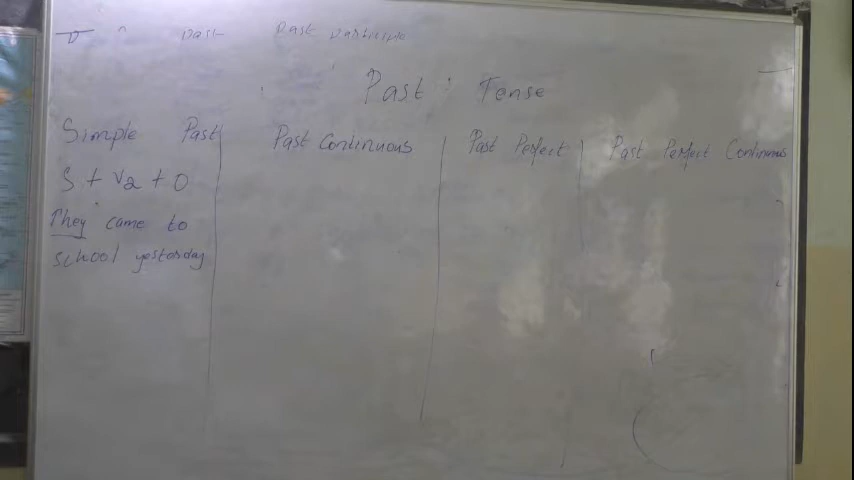 Past Past Participle
Past Tense
Simple Past Past Continuous Past Perfect Past Perfect Continuous
S + V2 + O
They came to
school yesterday